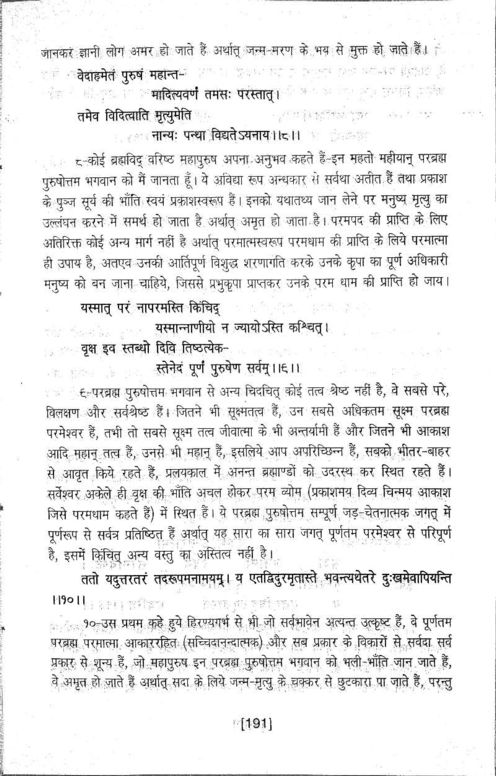 जानकर ज्ञानी लोग अमर हो जाते हैं अर्थात् जन्म-मरण के भय से मुक्त हो जाते हैं।
वेदाहमेतं पुरुषं महान्त-
मादित्यवर्णं तमसः परस्तात्।
तमेव विदित्वाति मृत्युमेति
नान्यः पन्था विद्यतेऽयनाय।।८।।
८-कोई ब्रह्मविद् वरिष्ठ महापुरुष अपना अनुभव कहते हैं-इन महतो महीयान् परब्रह्म
पुरुषोत्तम भगवान को मैं जानता हूँ। ये अविद्या रूप अन्धकार से सर्वथा अतीत हैं तथा प्रकाश
के पुञ्ज सूर्य की भाँति स्वयं प्रकाशस्वरूप हैं। इनको यथातथ्य जान लेने पर मनुष्य मृत्यु का
उल्लंघन करने में समर्थ हो जाता है अर्थात् अमृत हो जाता है। परमपद की प्राप्ति के लिए
अतिरिक्त कोई अन्य मार्ग नहीं है अर्थात् परमात्मस्वरूप परमधाम की प्राप्ति के लिये परमात्मा
ही उपाय है, अतएव उनकी आर्तिपूर्ण विशुद्ध शरणागति करके उनके कृपा का पूर्ण अधिकारी
मनुष्य को बन जाना चाहिये, जिससे प्रभुकृपा प्राप्तकर उनके परम धाम की प्राप्ति हो जाय।
यस्मात् परं नापरमस्ति किंचिद्
यस्मान्नाणीयो न ज्यायोऽस्ति कश्चित्।
वृक्ष इव स्तब्धो दिवि तिष्ठत्येक-
स्तेनेदं पूर्णं पुरुषेण सर्वम्।।६।।
६-परब्रह्म पुरुषोत्तम भगवान से अन्य चिदचित् कोई तत्व श्रेष्ठ नहीं है, वे सबसे परे,
विलक्षण और सर्वश्रेष्ठ हैं। जितने भी सूक्ष्मतत्व हैं, उन सबसे अधिकतम सूक्ष्म परब्रह्म
परमेश्वर हैं, तभी तो सबसे सूक्ष्म तत्व जीवात्मा के भी अन्तर्यामी हैं और जितने भी आकाश
आदि महान् तत्व हैं, उनसे भी महान् हैं, इसलिये आप अपरिच्छिन्न हैं, सबको भीतर-बाहर
से आवृत किये रहते हैं, प्रलयकाल में अनन्त ब्रह्माण्डों को उदरस्थ कर स्थित रहते हैं।
सर्वेश्वर अकेले ही वृक्ष की भाँति अचल होकर परम व्योम (प्रकाशमय दिव्य चिन्मय आकाश
जिसे परमधाम कहते हैं) में स्थित हैं। ये परब्रह्म पुरुषोत्तम सम्पूर्ण जड़-चेतनात्मक जगत् में
पूर्णरूप से सर्वत्र प्रतिष्ठित हैं अर्थात् यह सारा का सारा जगत् पूर्णतम परमेश्वर से परिपूर्ण
है, इसमें किंचित् अन्य वस्तु का अस्तित्व नहीं है।
ततो यदुत्तरतरं तदरूपमनामयम्। य एतद्विदुरमृतास्ते भवन्त्यथेतरे दुःखमेवापियन्ति
।।१०।।
१०-उस प्रथम कहे हुये हिरण्यगर्भ से भी जो सर्वभावेन अत्यन्त उत्कृष्ट हैं, वे पूर्णतम
परब्रह्म परमात्मा आकाररहित (सच्चिदानन्दात्मक) और सब प्रकार के विकारों से सर्वदा सर्व
प्रकार से शून्य हैं, जो महापुरुष इन परब्रह्म पुरुषोत्तम भगवान को भली-भाँति जान जाते हैं,
वे अमृत हो जाते हैं अर्थात् सदा के लिये जन्म-मृत्यु के चक्कर से छुटकारा पा जाते हैं, परन्तु
[191]